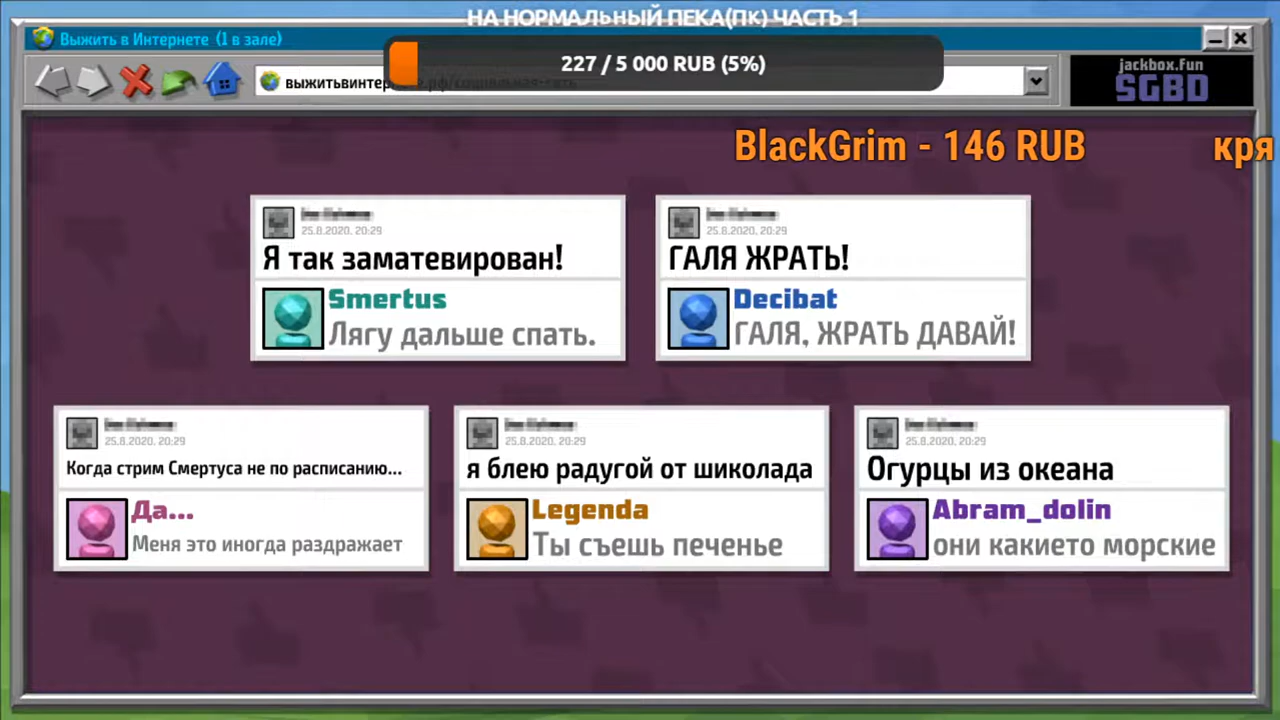 НА НОРМАЛЬНЫЙ ПЕКА(ПК) ЧАСТЬ 1
Выжить в Интернете (1 в зале)
227 / 5 000 RUB (5%)
jackbox.fun
SGBD
BlackGrim - 146 RUB кря
25.8.2020, 20:29
Я так заматевирован!
Smertus
Лягу дальше спать.
25.8.2020, 20:29
ГАЛЯ ЖРАТЬ!
Decibat
ГАЛЯ, ЖРАТЬ ДАВАЙ!
25.8.2020, 20:29
Когда стрим Смертуса не по расписанию...
Да...
Меня это иногда раздражает
25.8.2020, 20:29
я блею радугой от шиколада
Legenda
Ты съешь печенье
25.8.2020, 20:29
Огурцы из океана
Abram_dolin
они какието морские